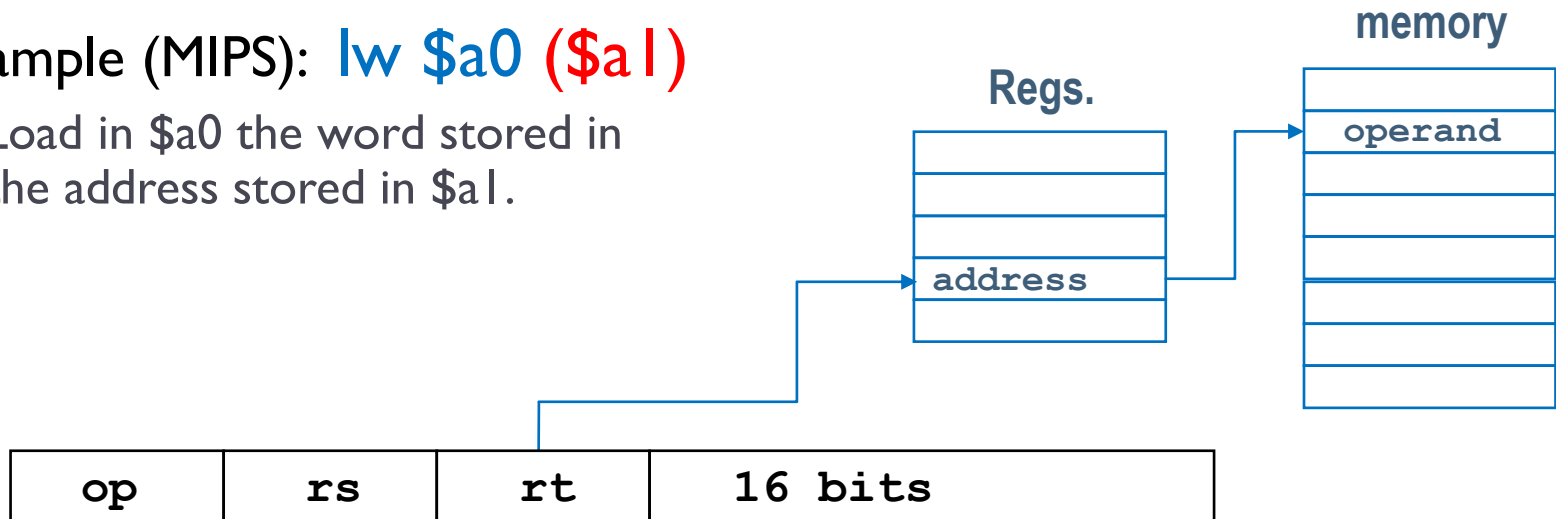 ample (MIPS): lw $a0 ($a1)
Load in $a0 the word stored in
the address stored in $a1.
Regs.
address
memory
operand
op rs rt 16 bits